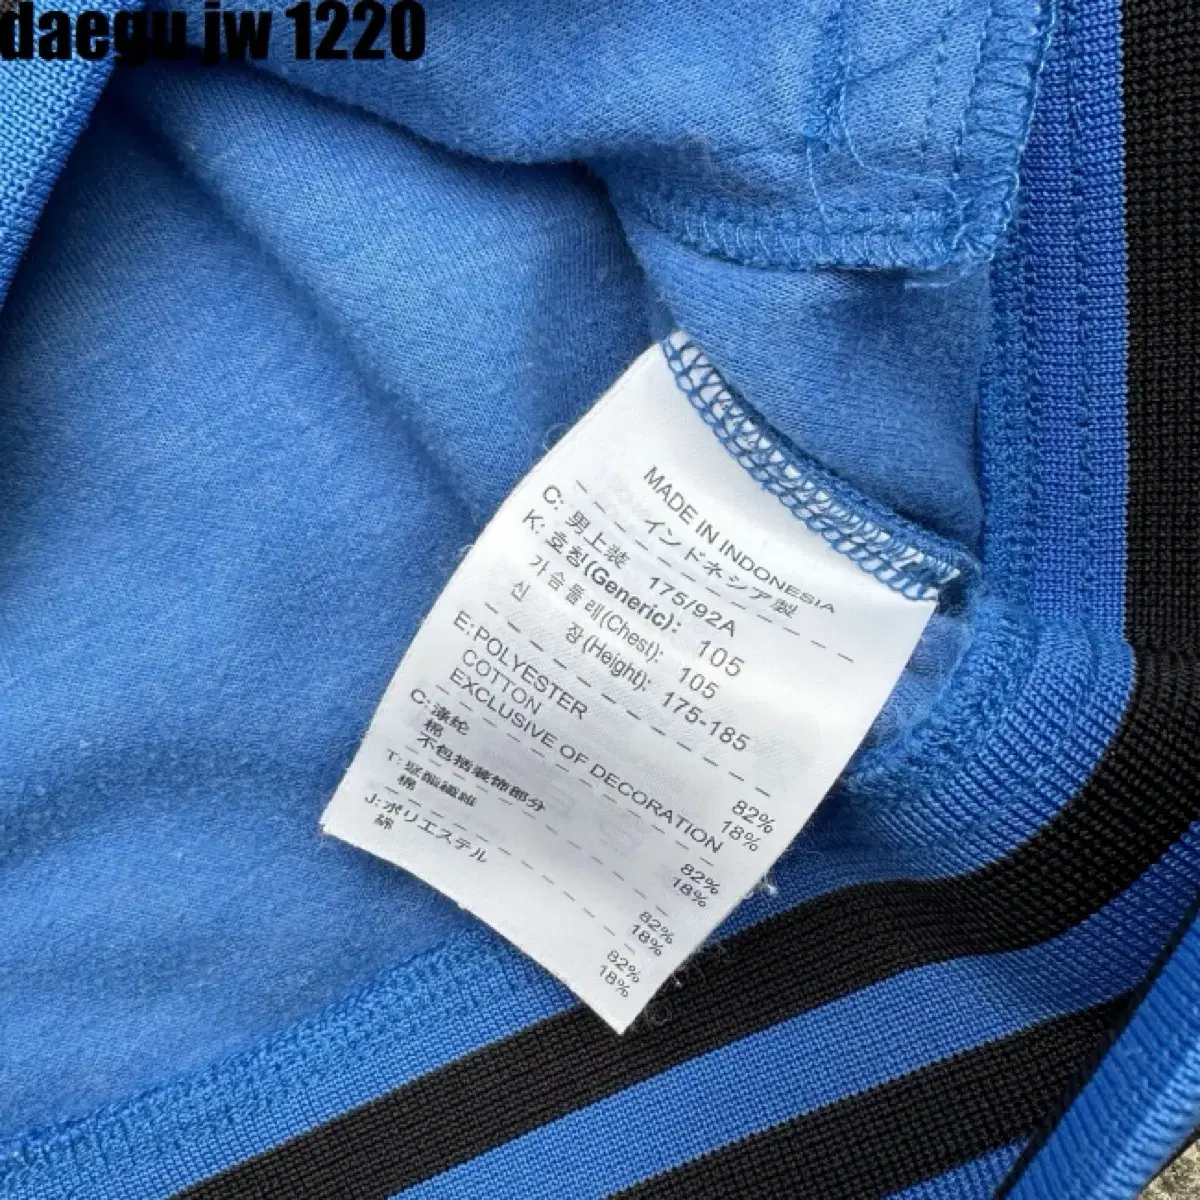 daegu jw 1220
MADE IN INDONESIA
インドネシア製
C: 男上装 175/92A
K: 호칭(Generic): 105
가슴둘레(Chest): 105
신 장(Height): 175-185
E: POLYESTER 82%
COTTON 18%
EXCLUSIVE OF DECORATION
C: 涤纶 82%
棉 18%
不包括装饰部分
T: 聚酯纖維 82%
棉 18%
J: ポリエステル 82%
綿 18%